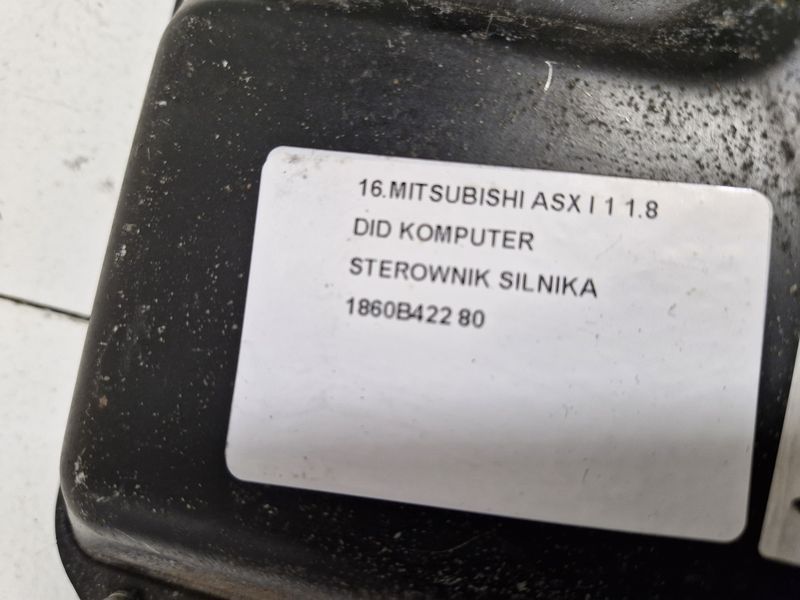 16.MITSUBISHI ASX I 1 1.8
DID KOMPUTER
STEROWNIK SILNIKA
1860B422 80